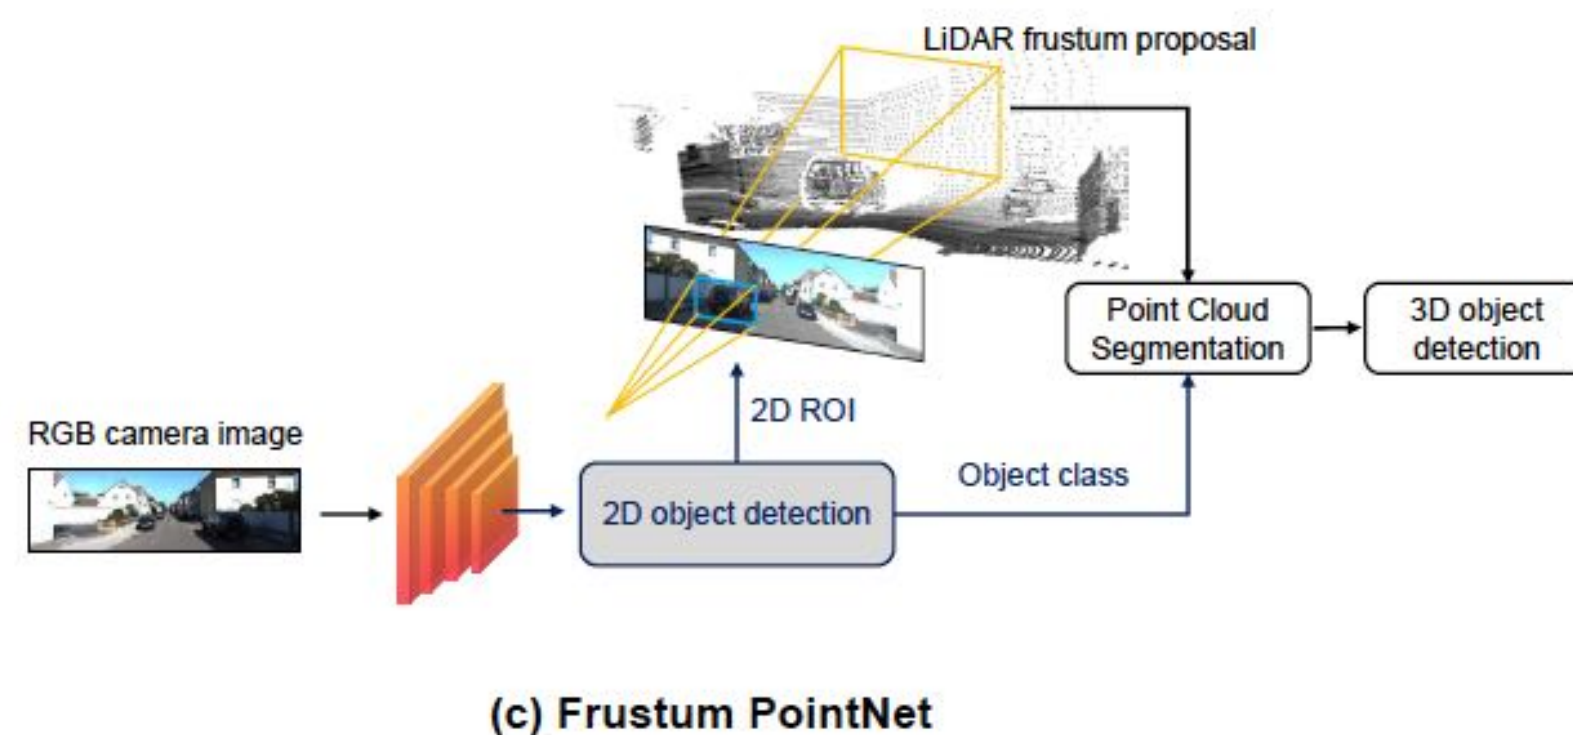 LiDAR frustum proposal
Point Cloud
Segmentation
3D object
detection
2D ROI
RGB camera image
Object class
2D object detection
(c) Frustum PointNet